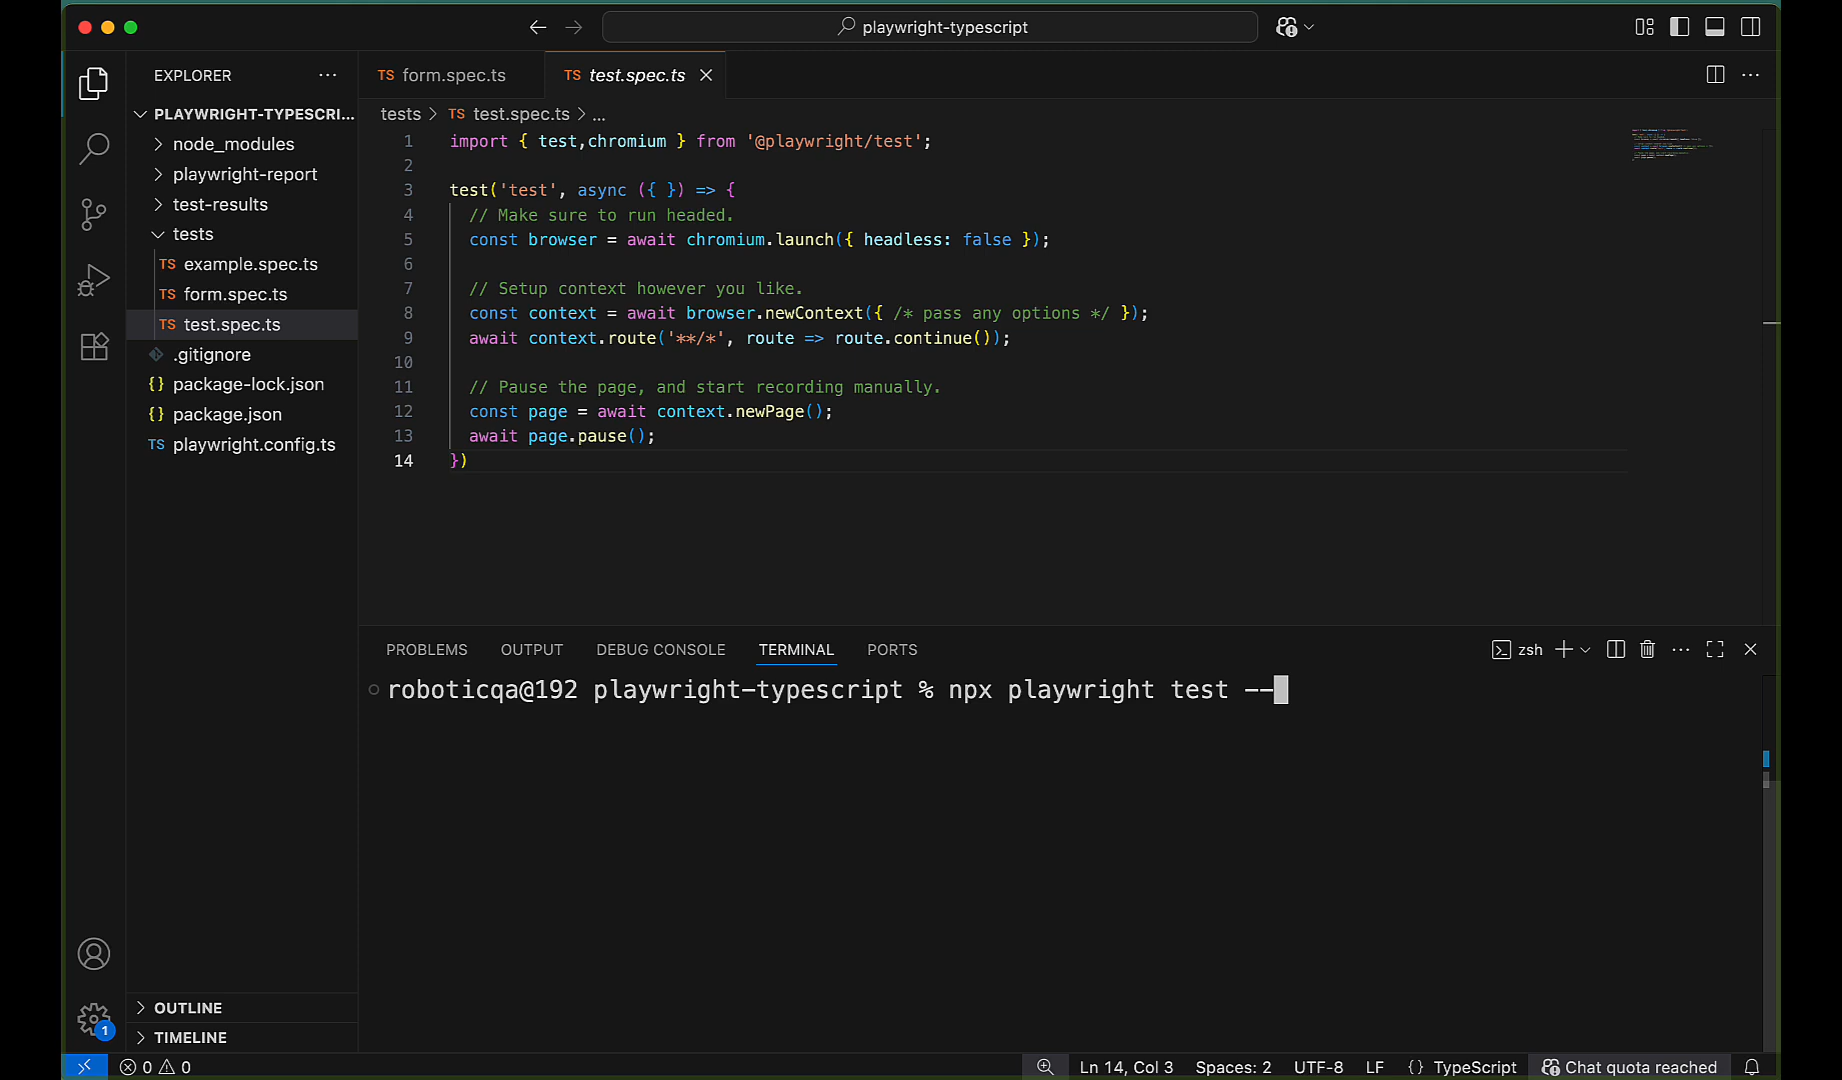 playwright-typescript
EXPLORER
PLAYWRIGHT-TYPESCRI...
node_modules
playwright-report
test-results
tests
TS example.spec.ts
TS form.spec.ts
TS test.spec.ts
.gitignore
{} package-lock.json
{} package.json
TS playwright.config.ts
OUTLINE
TIMELINE
TS form.spec.ts
TS test.spec.ts
tests > TS test.spec.ts > ...
1 import { test,chromium } from '@playwright/test';
2
3 test('test', async ({ }) => {
4 // Make sure to run headed.
5 const browser = await chromium.launch({ headless: false });
6
7 // Setup context however you like.
8 const context = await browser.newContext({ /* pass any options */ });
9 await context.route('**/*', route => route.continue());
10
11 // Pause the page, and start recording manually.
12 const page = await context.newPage();
13 await page.pause();
14 })
PROBLEMS OUTPUT DEBUG CONSOLE TERMINAL PORTS
zsh
roboticqa@192 playwright-typescript % npx playwright test --
1
0 0
Ln 14, Col 3 Spaces: 2 UTF-8 LF {} TypeScript Chat quota reached